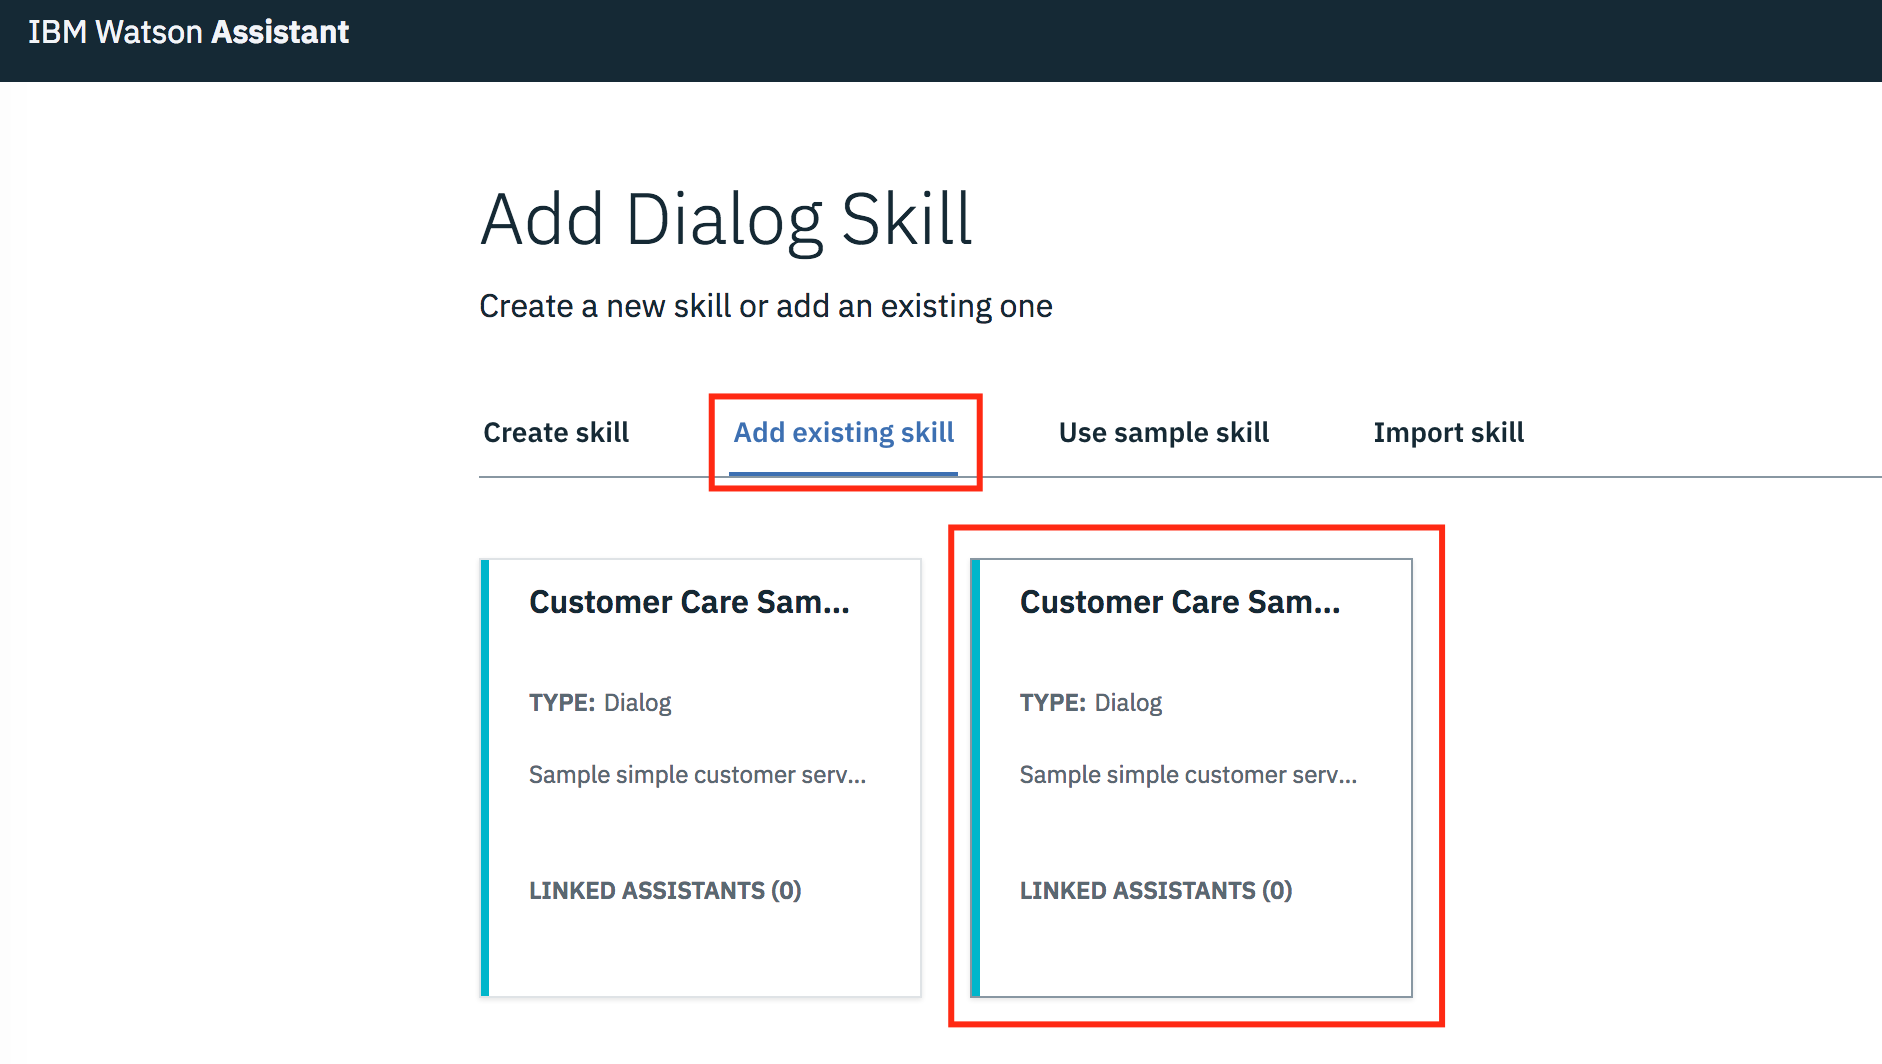 IBM Watson Assistant
Add Dialog Skill
Create a new skill or add an existing one
Create skill Add existing skill Use sample skill Import skill
Customer Care Sam...
TYPE: Dialog
Sample simple customer serv...
LINKED ASSISTANTS (0)
Customer Care Sam...
TYPE: Dialog
Sample simple customer serv...
LINKED ASSISTANTS (0)